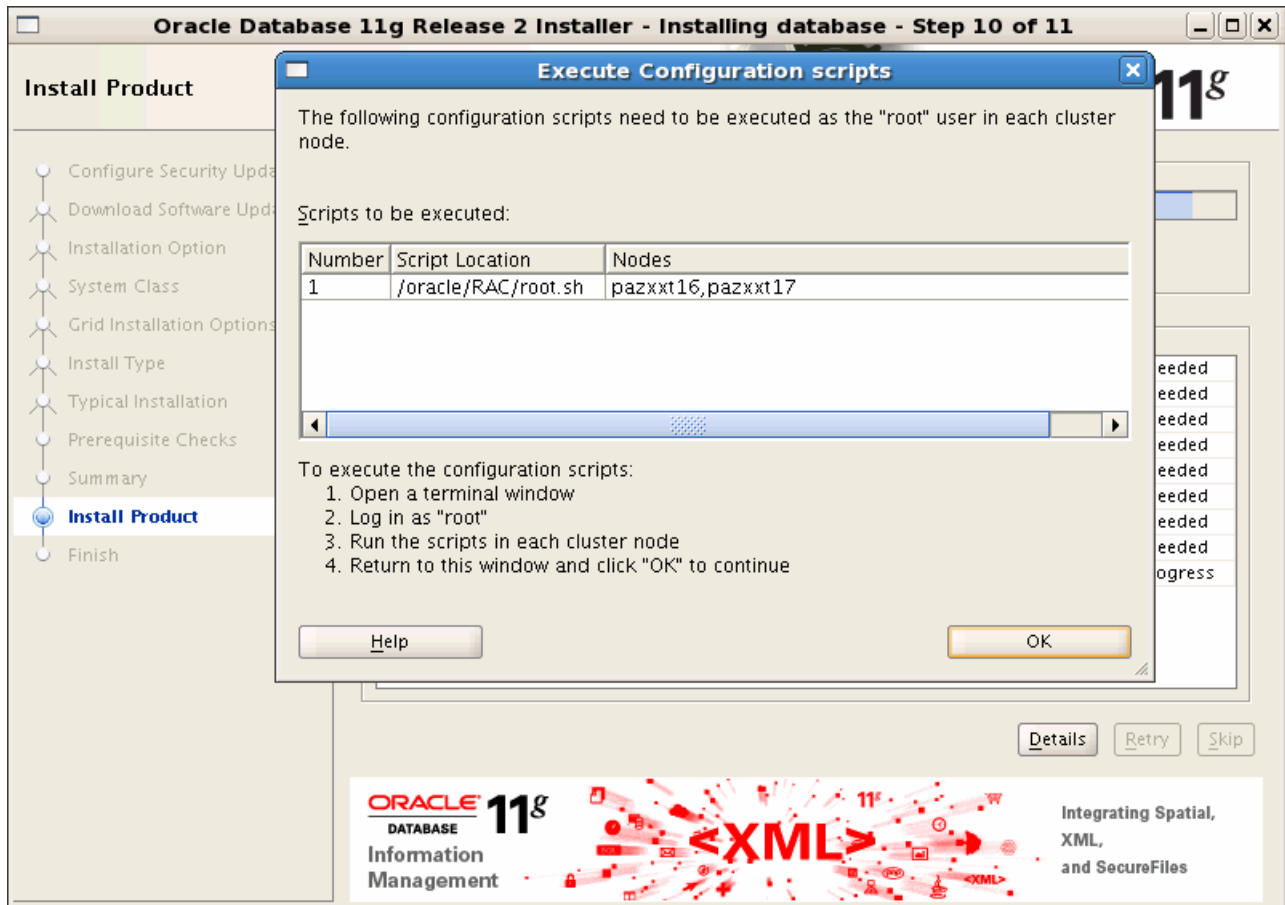 Oracle Database 11g Release 2 Installer - Installing database - Step 10 of 11
Install Product
11g
Configure Security Upda
Download Software Upda
Installation Option
System Class
Grid Installation Options
Install Type
Typical Installation
Prerequisite Checks
Summary
Install Product
Finish
Execute Configuration scripts
The following configuration scripts need to be executed as the "root" user in each cluster
node.
Scripts to be executed:
Number Script Location Nodes
1 /oracle/RAC/root.sh pazxxt16,pazxxt17
To execute the configuration scripts:
1. Open a terminal window
2. Log in as "root"
3. Run the scripts in each cluster node
4. Return to this window and click "OK" to continue
Help OK
eeded
eeded
eeded
eeded
eeded
eeded
eeded
eeded
ogress
Details Retry Skip
ORACLE 11g
DATABASE
Information
Management
11g
<XML>
<XML>
Integrating Spatial,
XML,
and SecureFiles